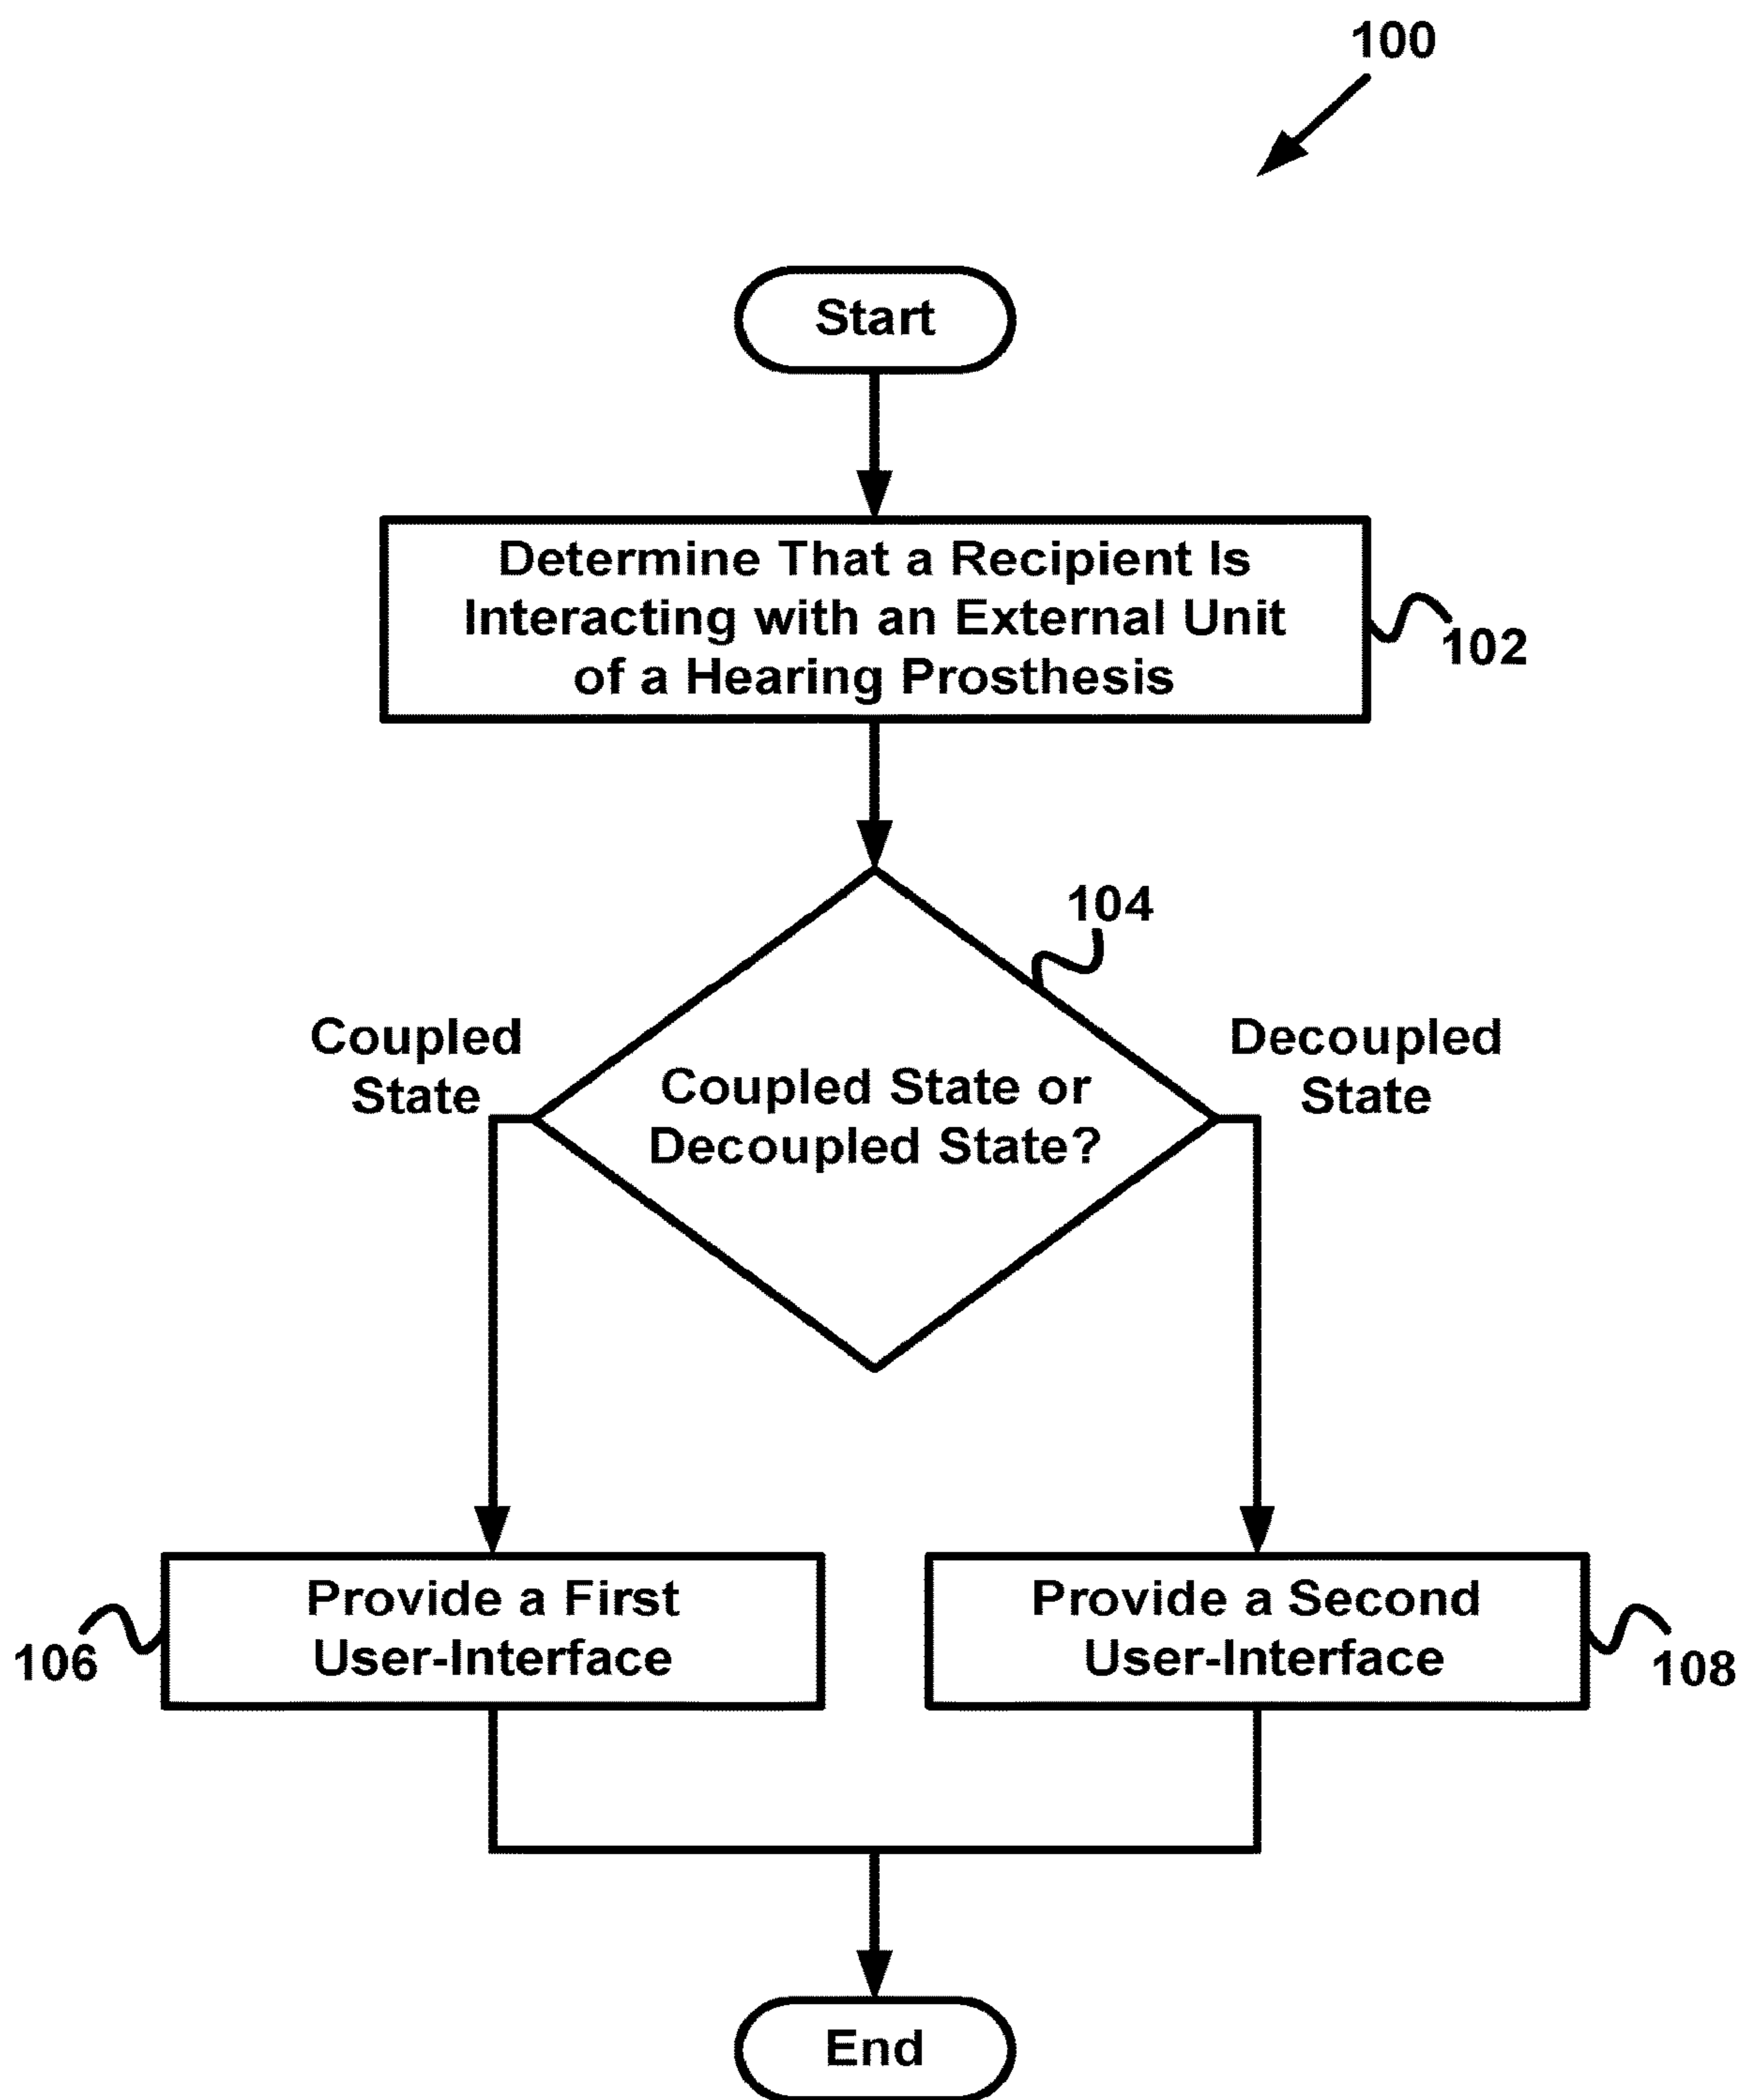 100
Start
Determine That a Recipient Is
Interacting with an External Unit
of a Hearing Prosthesis
102
104
Coupled
State
Coupled State or
Decoupled State?
Decoupled
State
Provide a First
User-Interface
106
Provide a Second
User-Interface
108
End